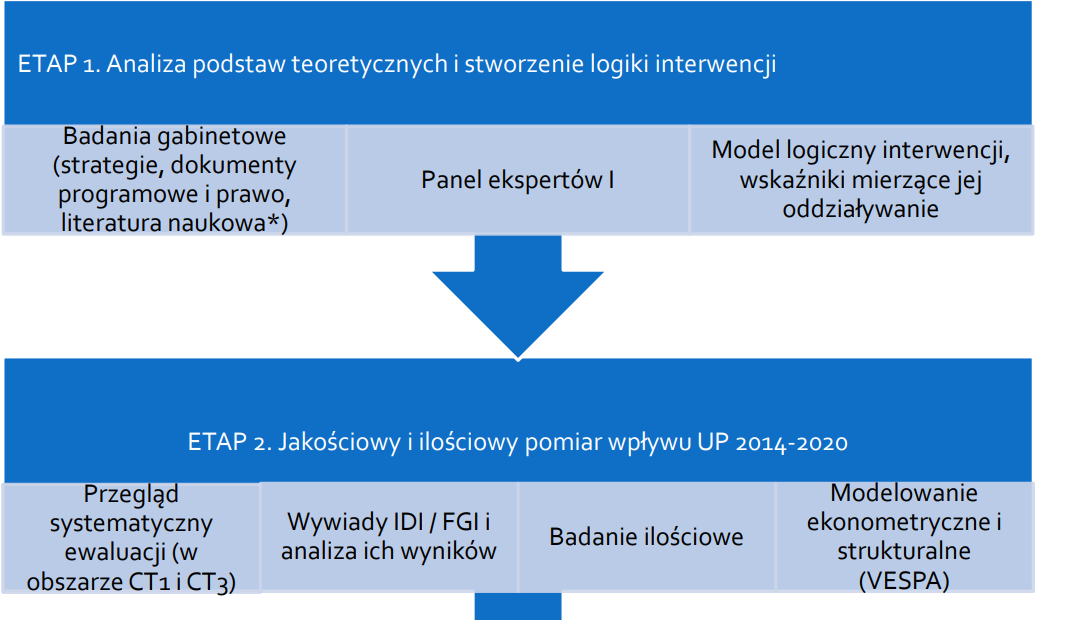 ETAP 1. Analiza podstaw teoretycznych i stworzenie logiki interwencji
Badania gabinetowe
(strategie, dokumenty
programowe i prawo,
literatura naukowa*)
Panel ekspertów I
Model logiczny interwencji,
wskaźniki mierzące jej
oddziaływanie
ETAP 2. Jakościowy i ilościowy pomiar wpływu UP 2014-2020
Przegląd
systematyczny
ewaluacji (w
obszarze CT1 i CT3)
Wywiady IDI / FGI i
analiza ich wyników
Badanie ilościowe
Modelowanie
ekonometryczne i
strukturalne
(VESPA)